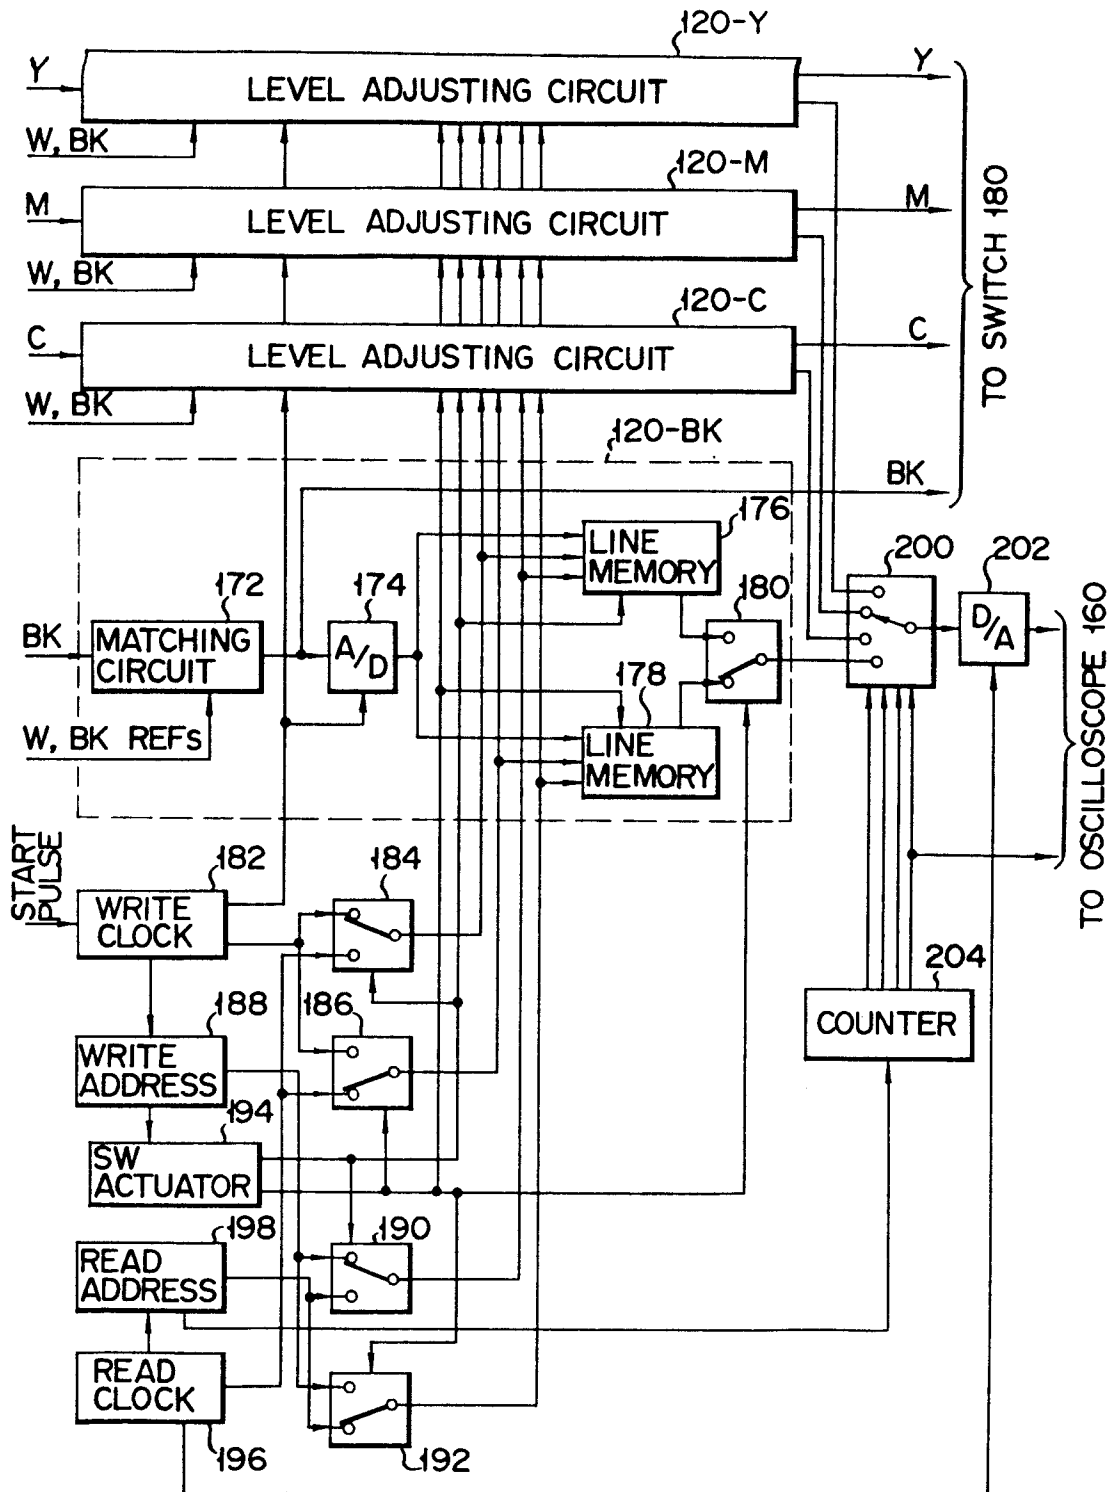 120-Y
Y
LEVEL ADJUSTING CIRCUIT
Y
W, BK
120-M
M
LEVEL ADJUSTING CIRCUIT
M
W, BK
120-C
C
LEVEL ADJUSTING CIRCUIT
C
W, BK
TO SWITCH 180
120-BK
BK
176
LINE
MEMORY
172
174
180
200
202
BK
MATCHING
CIRCUIT
A/D
D/A
178
W, BK REFs
LINE
MEMORY
TO OSCILLOSCOPE 160
START
PULSE
182
184
WRITE
CLOCK
188
186
204
WRITE
ADDRESS
COUNTER
194
SW
ACTUATOR
198
190
READ
ADDRESS
READ
CLOCK
196
192